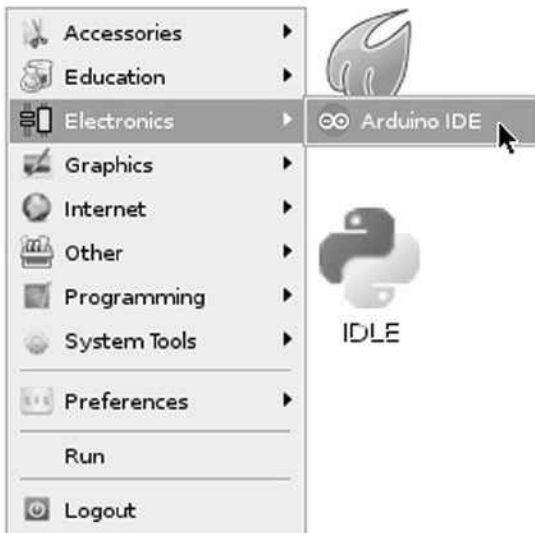 Accessories
Education
Electronics
Arduino IDE
Graphics
Internet
Other
Programming
System Tools
IDLE
Preferences
Run
Logout